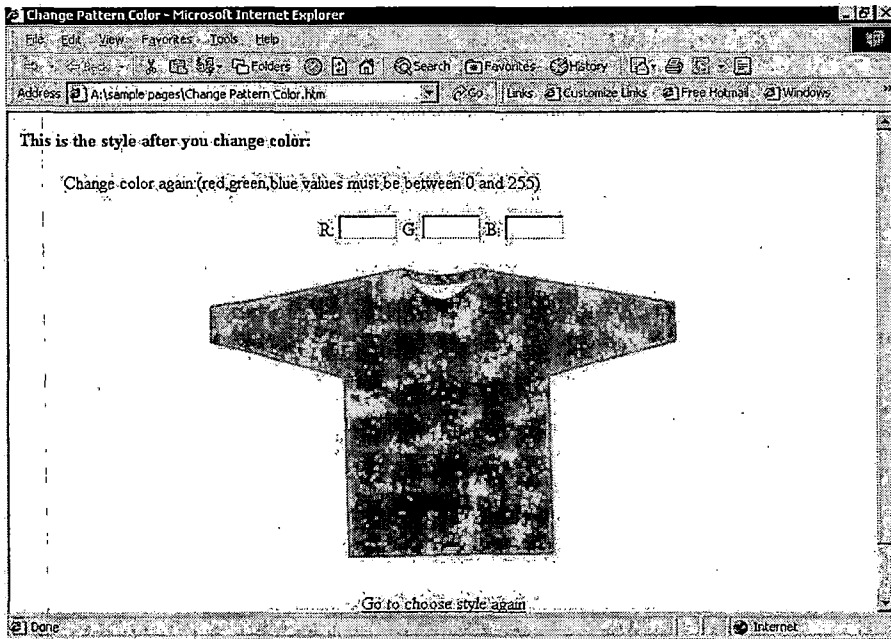 Change Pattern Color - Microsoft Internet Explorer
File Edit View Favorites Tools Help
Back Folders Search Favorites History
Address A:\sample pages\Change Pattern Color.htm Go Links Customize Links Free Hotmail Windows
This is the style after you change color:
Change color again:(red,green,blue values must be between 0 and 255)
R: G: B:
Go to choose style again
Done Internet